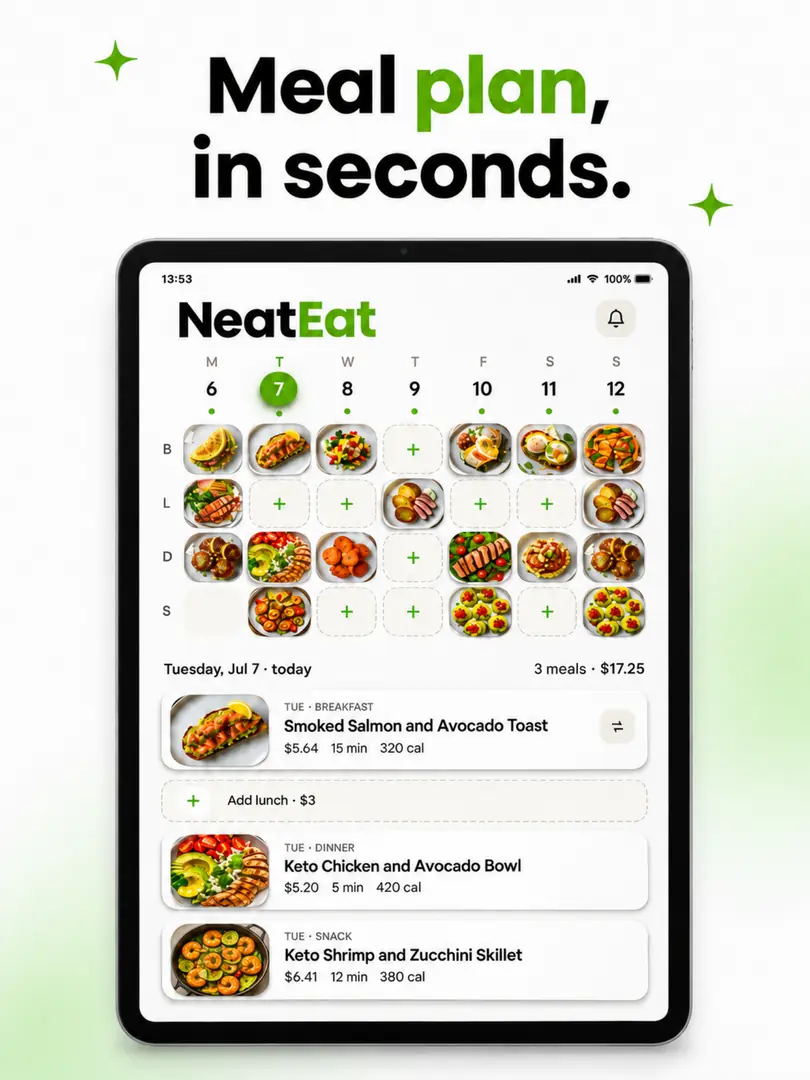 Meal plan,
in seconds.
13:53
100%
NeatEat
M T W T F S S
6 7 8 9 10 11 12
B
L
D
S
Tuesday, Jul 7 · today
3 meals · $17.25
TUE · BREAKFAST
Smoked Salmon and Avocado Toast
$5.64 15 min 320 cal
Add lunch · $3
TUE · DINNER
Keto Chicken and Avocado Bowl
$5.20 5 min 420 cal
TUE · SNACK
Keto Shrimp and Zucchini Skillet
$6.41 12 min 380 cal